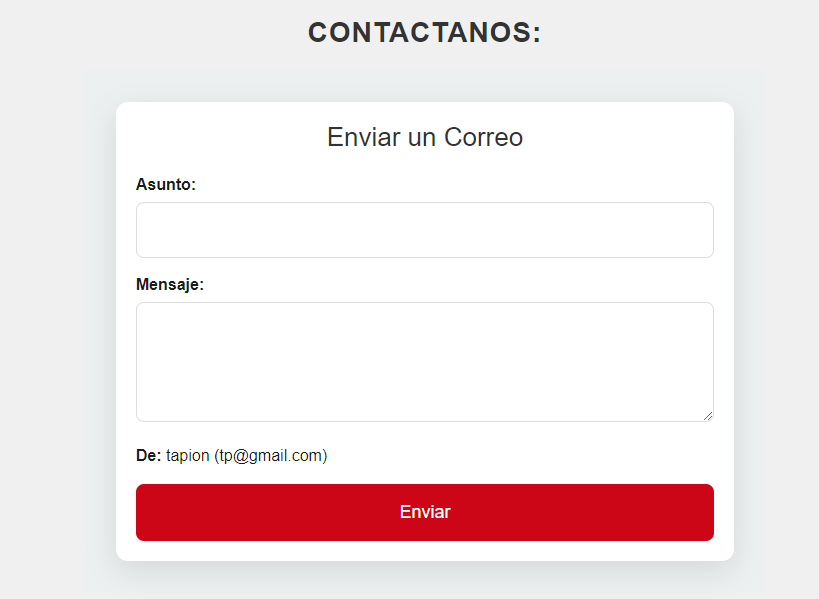 CONTACTANOS:
Enviar un Correo
Asunto:
Mensaje:
De: tapion (tp@gmail.com)
Enviar